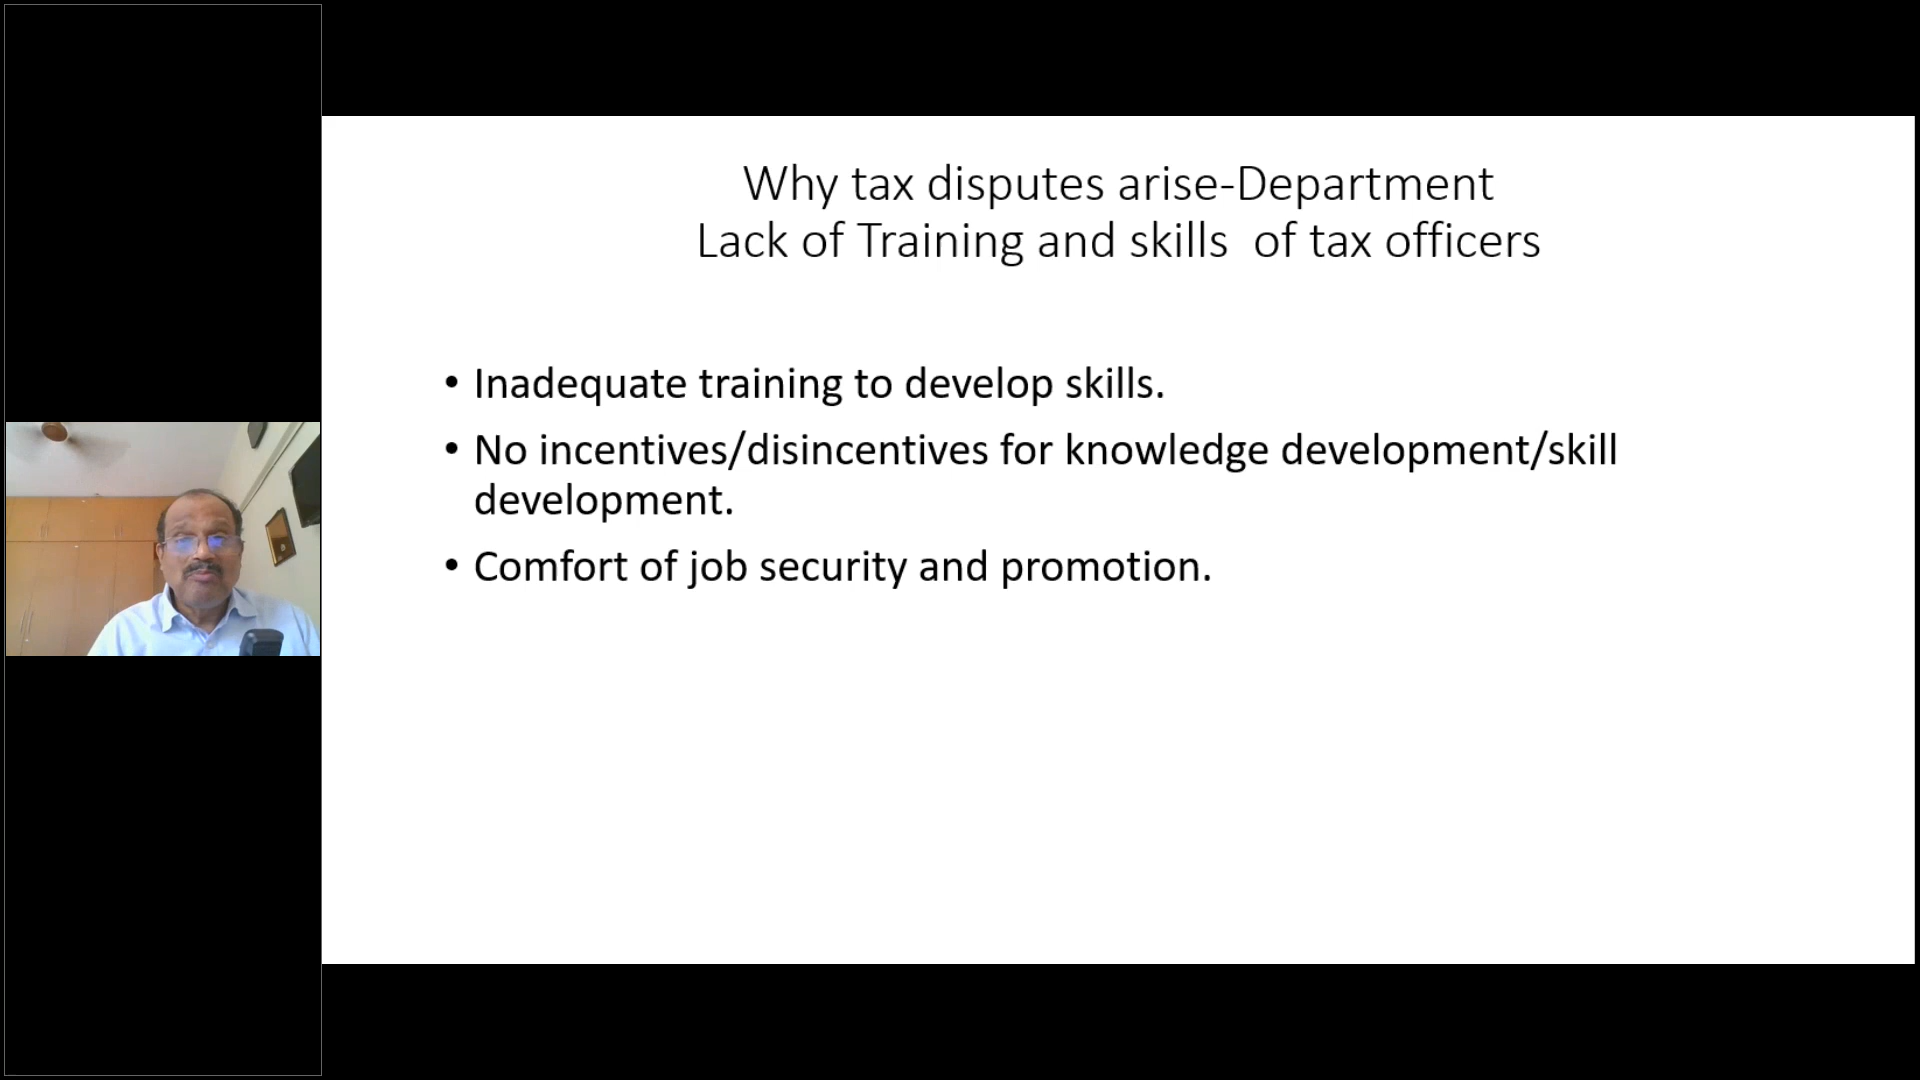 Why tax disputes arise-Department
Lack of Training and skills  of tax officers
• Inadequate training to develop skills.
• No incentives/disincentives for knowledge development/skill
development.
• Comfort of job security and promotion.